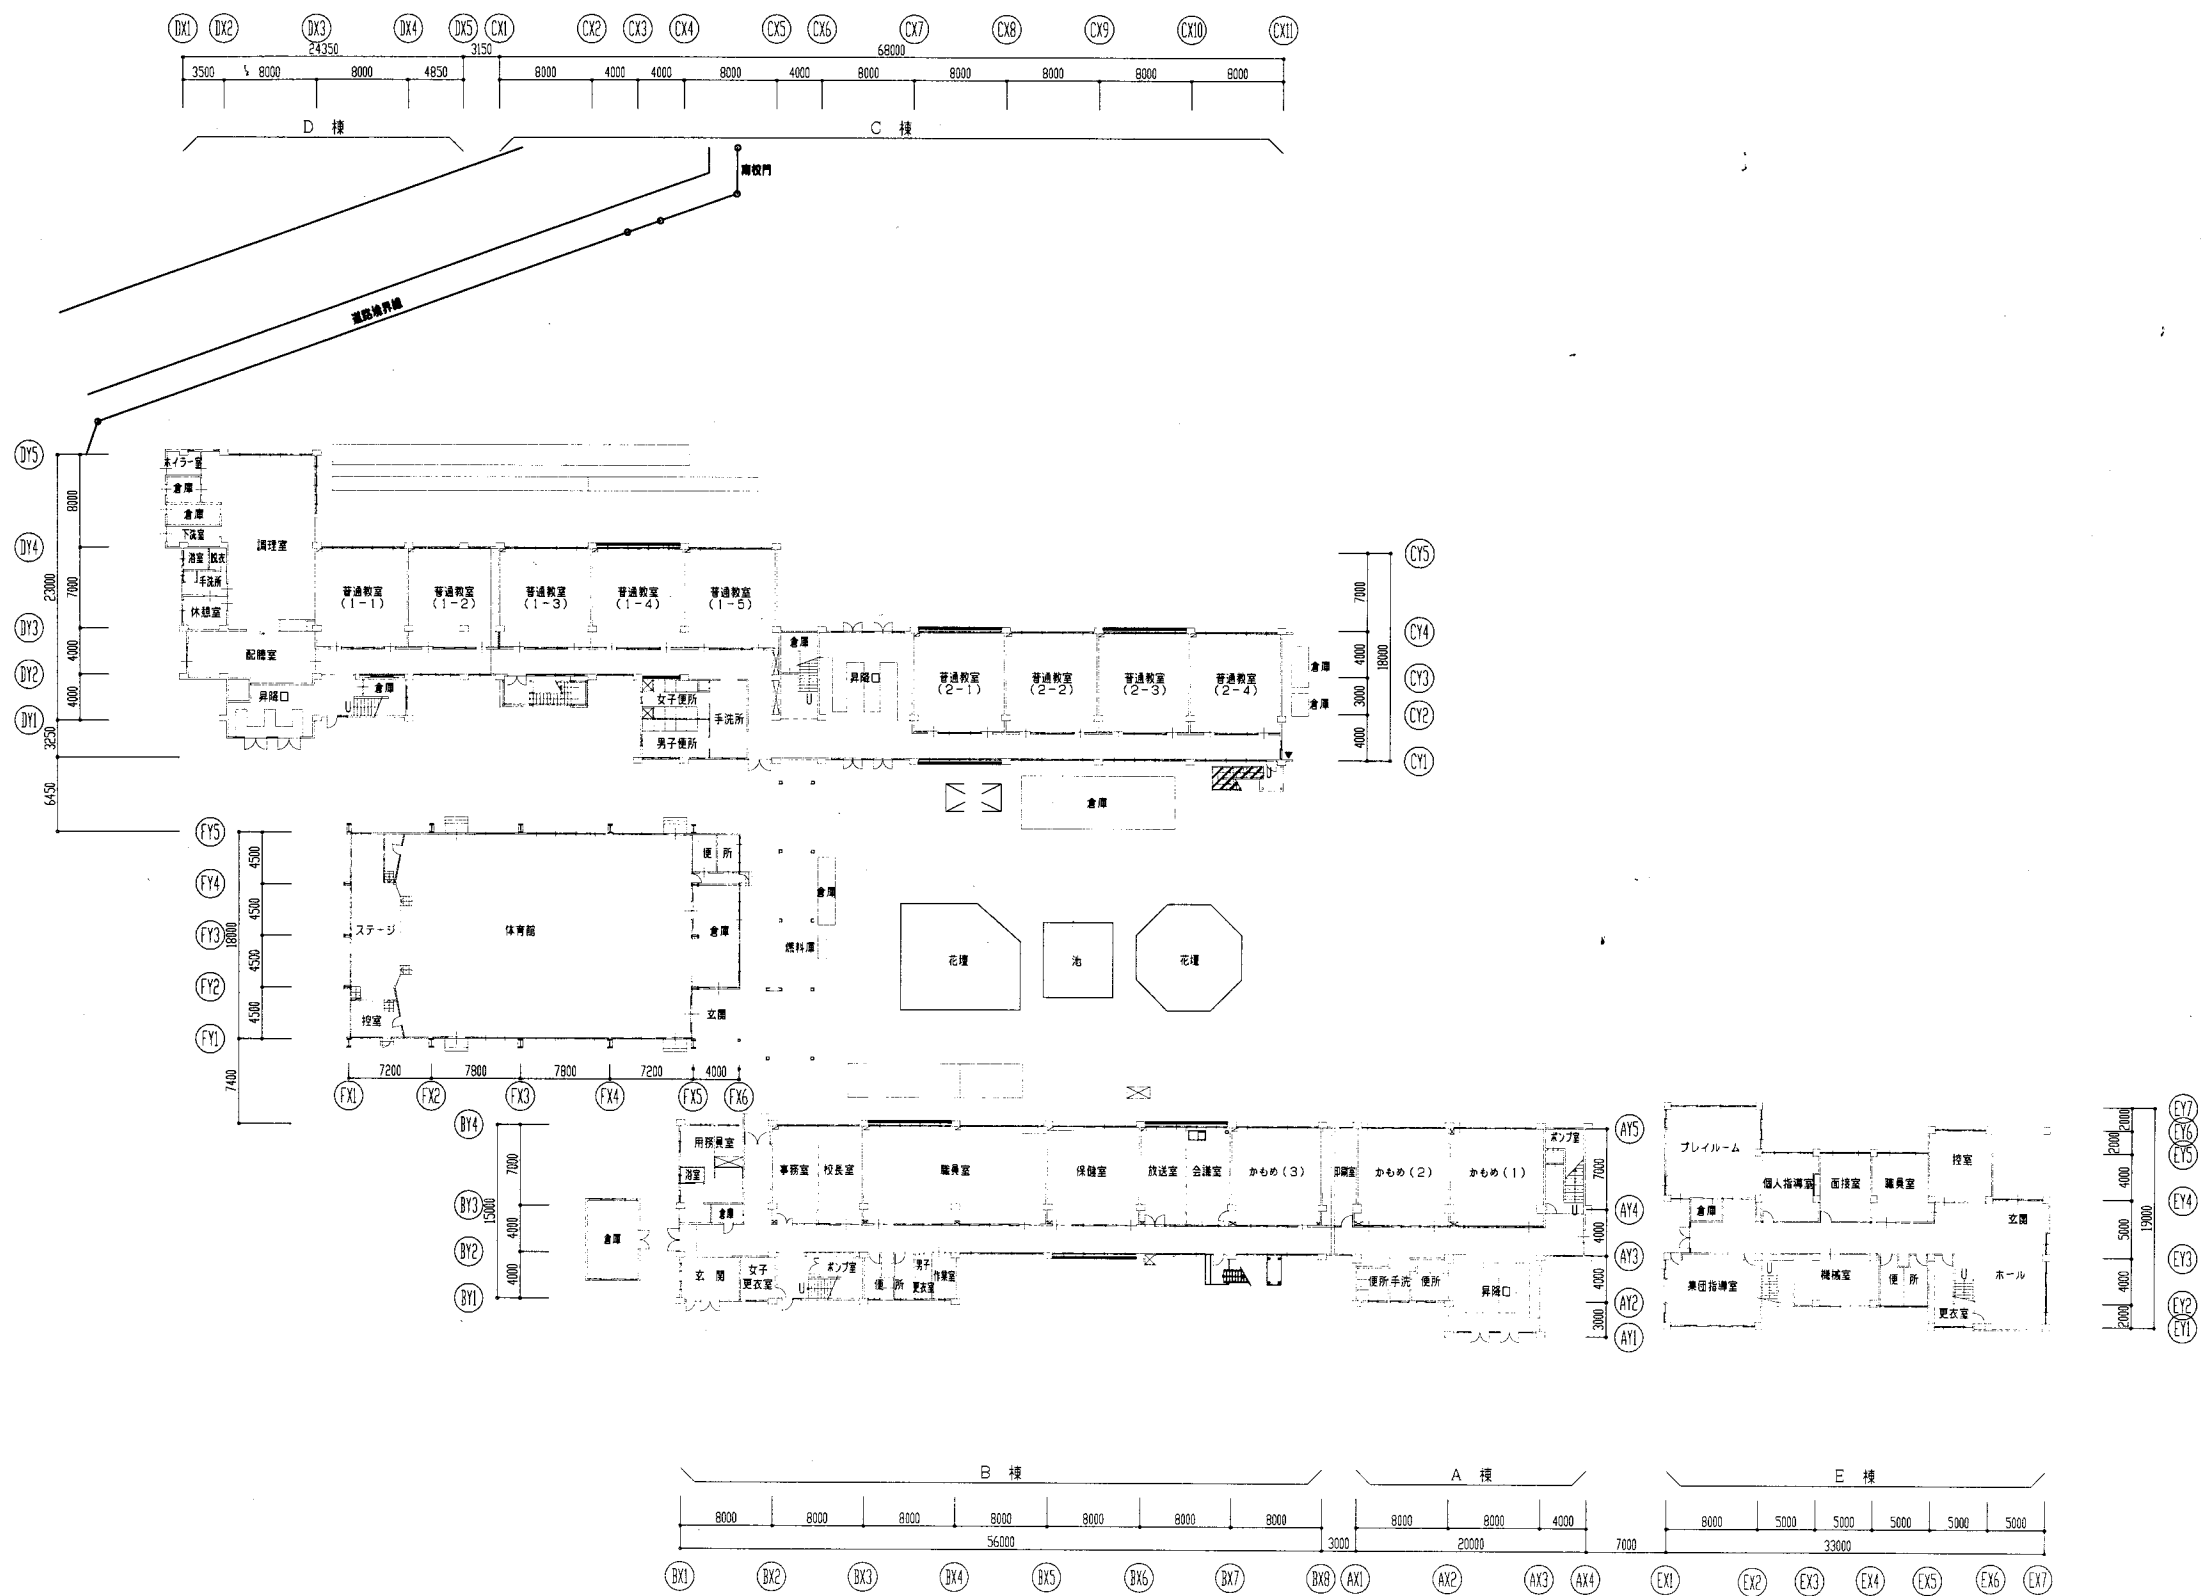 DX1 DX2 DX3 DX4 DX5 CX1 CX2 CX3 CX4 CX5 CX6 CX7 CX8 CX9 CX10 CX11
24350 3150 68000
3500 8000 8000 4850 8000 4000 4000 8000 4000 8000 8000 8000 8000 8000
D 棟 C 棟
南校門
道路境界線
DY5
DY4
DY3
DY2
DY1
8000
7000
4000
4000
23000
3250
6450
ボイラー室
倉庫
倉庫
下洗室
浴室 脱衣
手洗所
休憩室
調理室
配膳室
昇降口
倉庫
U
普通教室
(1-1)
普通教室
(1-2)
普通教室
(1-3)
普通教室
(1-4)
普通教室
(1-5)
女子便所
手洗所
男子便所
倉庫
U
昇降口
普通教室
(2-1)
普通教室
(2-2)
普通教室
(2-3)
普通教室
(2-4)
倉庫
倉庫
U
倉庫
CY5
CY4
CY3
CY2
CY1
7000
4000
3000
4000
18000
FY5
FY4
FY3
FY2
FY1
4500
4500
4500
4500
18000
7400
ステージ
控室
体育館
便 所
倉庫
玄関
倉庫
燃料庫
花壇
池
花壇
7200 7800 7800 7200 4000
FX1 FX2 FX3 FX4 FX5 FX6
BY4
BY3
BY2
BY1
7000
4000
4000
15000
倉庫
用務員室
浴室
倉庫
玄 関
女子
更衣室
事務室
校長室
職員室
保健室
放送室
会議室
かもめ(3)
印刷室
かもめ(2)
かもめ(1)
ポンプ室
U
U
ポンプ室
便 所
男子
更衣室
作業室
便所 手洗 便所
昇降口
AY5
AY4
AY3
AY2
AY1
7000
4000
4000
3000
プレイルーム
個人指導室
面接室
職員室
控室
倉庫
玄関
集団指導室
U
機械室
便 所
U
更衣室
ホール
EY7
EY6
EY5
EY4
EY3
EY2
EY1
2000
2000
4000
5000
4000
2000
19000
B 棟 A 棟 E 棟
8000 8000 8000 8000 8000 8000 8000 8000 8000 4000 8000 5000 5000 5000 5000 5000
56000 3000 20000 7000 33000
BX1 BX2 BX3 BX4 BX5 BX6 BX7 BX8 AX1 AX2 AX3 AX4 EX1 EX2 EX3 EX4 EX5 EX6 EX7